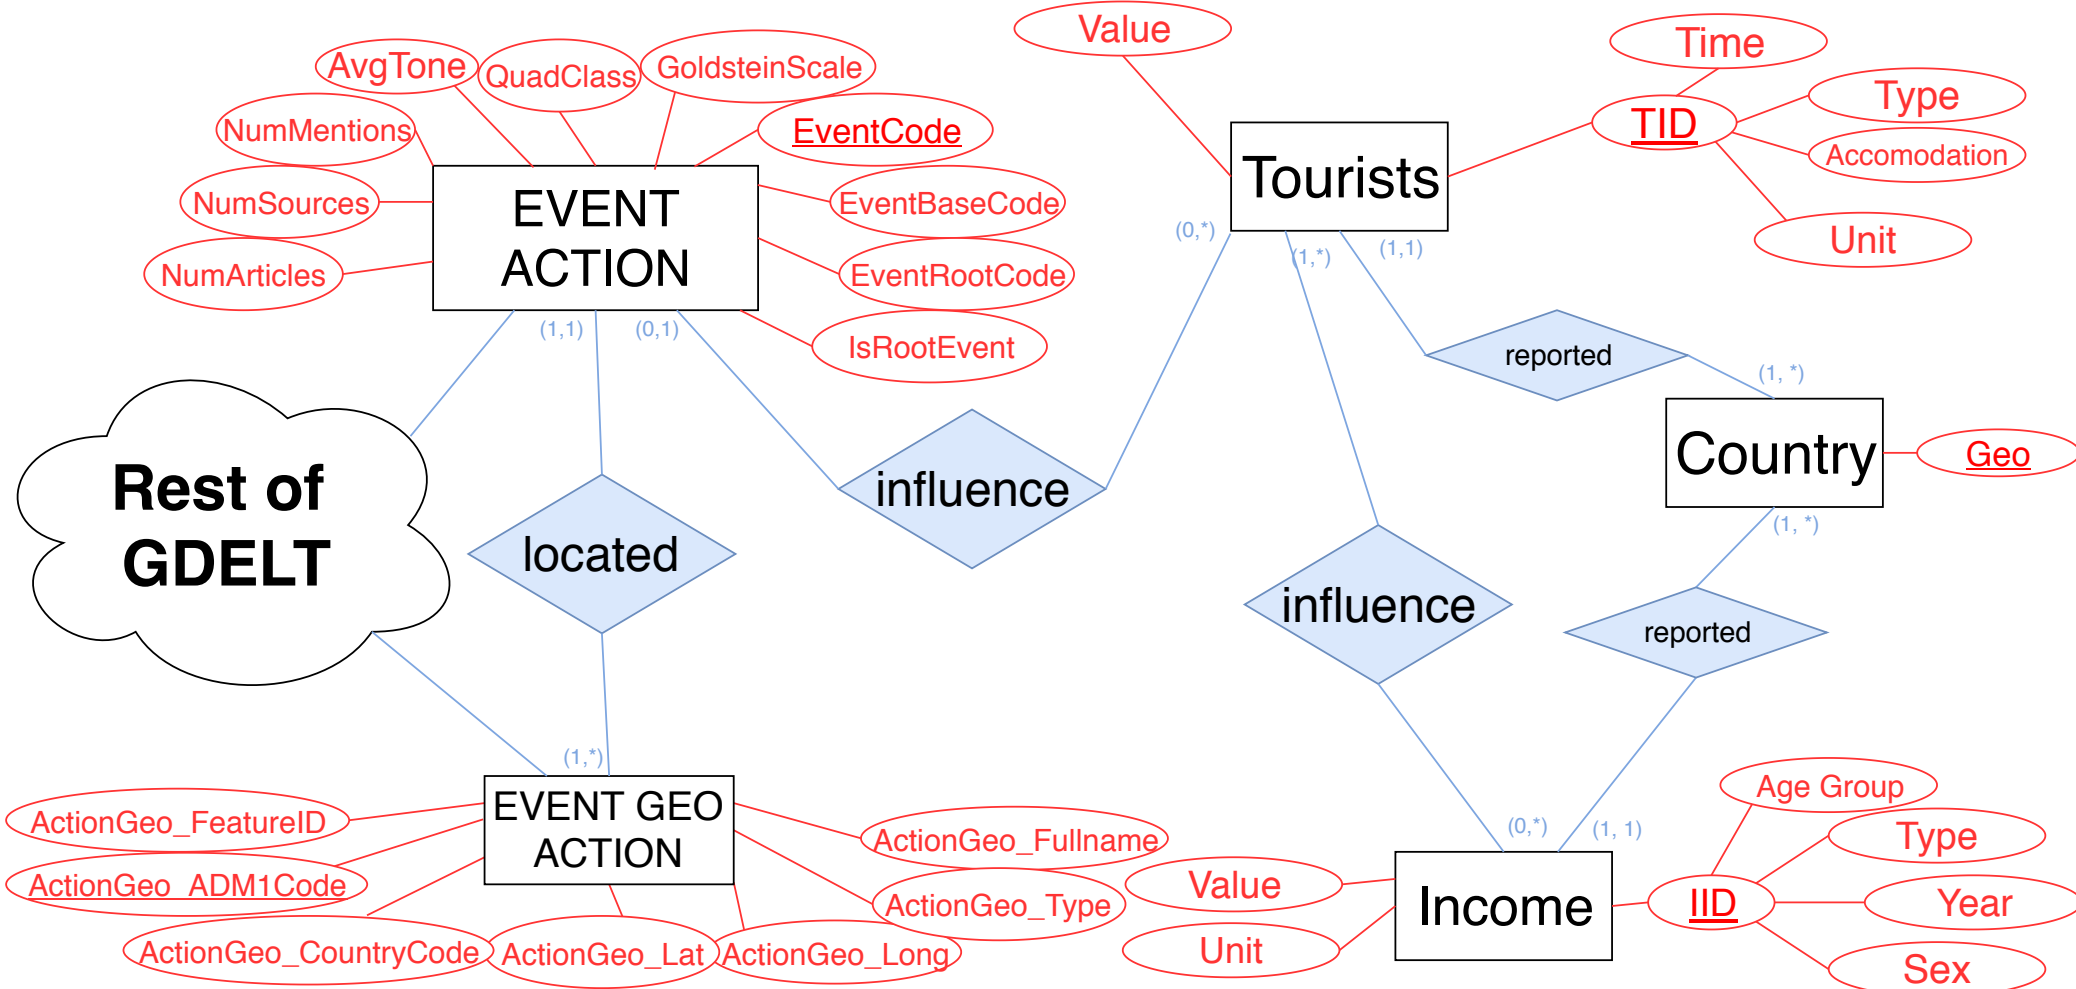 Value
Time
AvgTone
QuadClass
GoldsteinScale
Type
NumMentions
EventCode
TID
Accomodation
EVENT
ACTION
Tourists
NumSources
EventBaseCode
(0,*)
(1,*)
(1,1)
Unit
NumArticles
EventRootCode
(1,1)
(0,1)
IsRootEvent
reported
(1, *)
Country
Geo
Rest of
GDELT
influence
located
(1, *)
influence
reported
(1,*)
EVENT GEO
ACTION
ActionGeo_FeatureID
ActionGeo_Fullname
(0,*)
(1, 1)
Age Group
Type
ActionGeo_ADM1Code
Value
ActionGeo_Type
Income
IID
Year
ActionGeo_CountryCode
ActionGeo_Lat
ActionGeo_Long
Unit
Sex